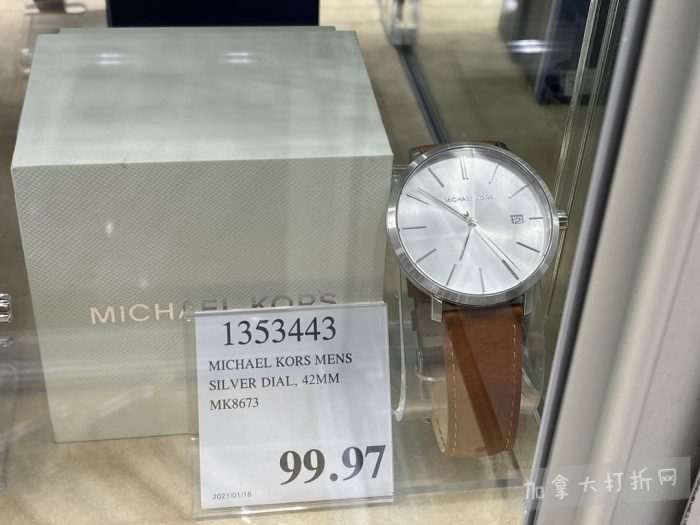 MICHAEL KORS
MICHAEL KORS
15
1353443
MICHAEL KORS MENS
SILVER DIAL, 42MM
MK8673
99.97
2021/01/18
加拿大打折网